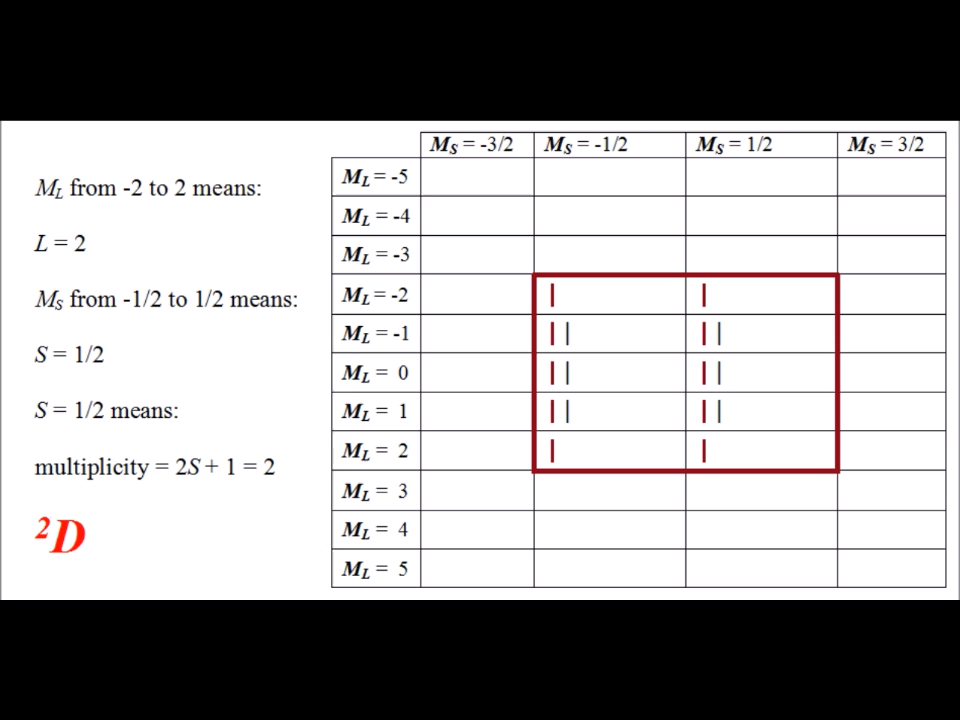 M_S = -3/2 M_S = -1/2 M_S = 1/2 M_S = 3/2
M_L from -2 to 2 means:
L = 2
M_S from -1/2 to 1/2 means:
S = 1/2
S = 1/2 means:
multiplicity = 2S + 1 = 2
²D
M_L = -5
M_L = -4
M_L = -3
M_L = -2 | |
M_L = -1 || ||
M_L = 0 || ||
M_L = 1 || ||
M_L = 2 | |
M_L = 3
M_L = 4
M_L = 5